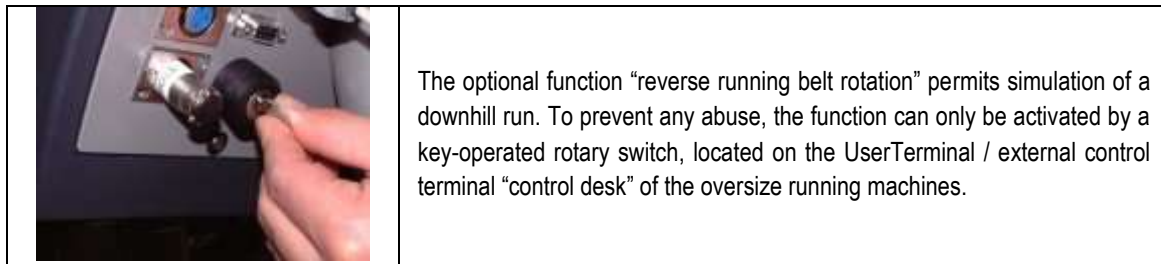 The optional function “reverse running belt rotation” permits simulation of a
downhill run. To prevent any abuse, the function can only be activated by a
key-operated rotary switch, located on the UserTerminal / external control
terminal “control desk” of the oversize running machines.